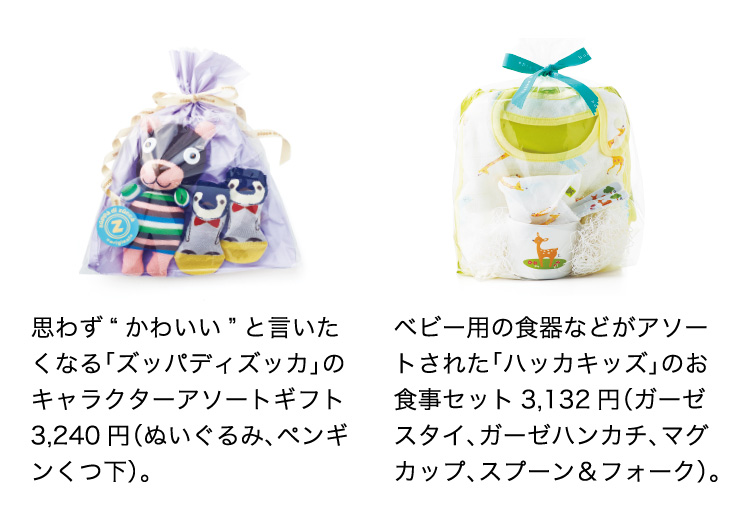 思わず“ かわいい ” と言いた
くなる「ズッパディズッカ」の
キャラクターアソートギフト
3,240 円（ぬいぐるみ、ペンギ
ンくつ下）。
ベビー用の食器などがアソー
トされた「ハッカキッズ」のお
食事セット 3,132 円（ガーゼ
スタイ、ガーゼハンカチ、マグ
カップ、スプーン＆フォーク）。